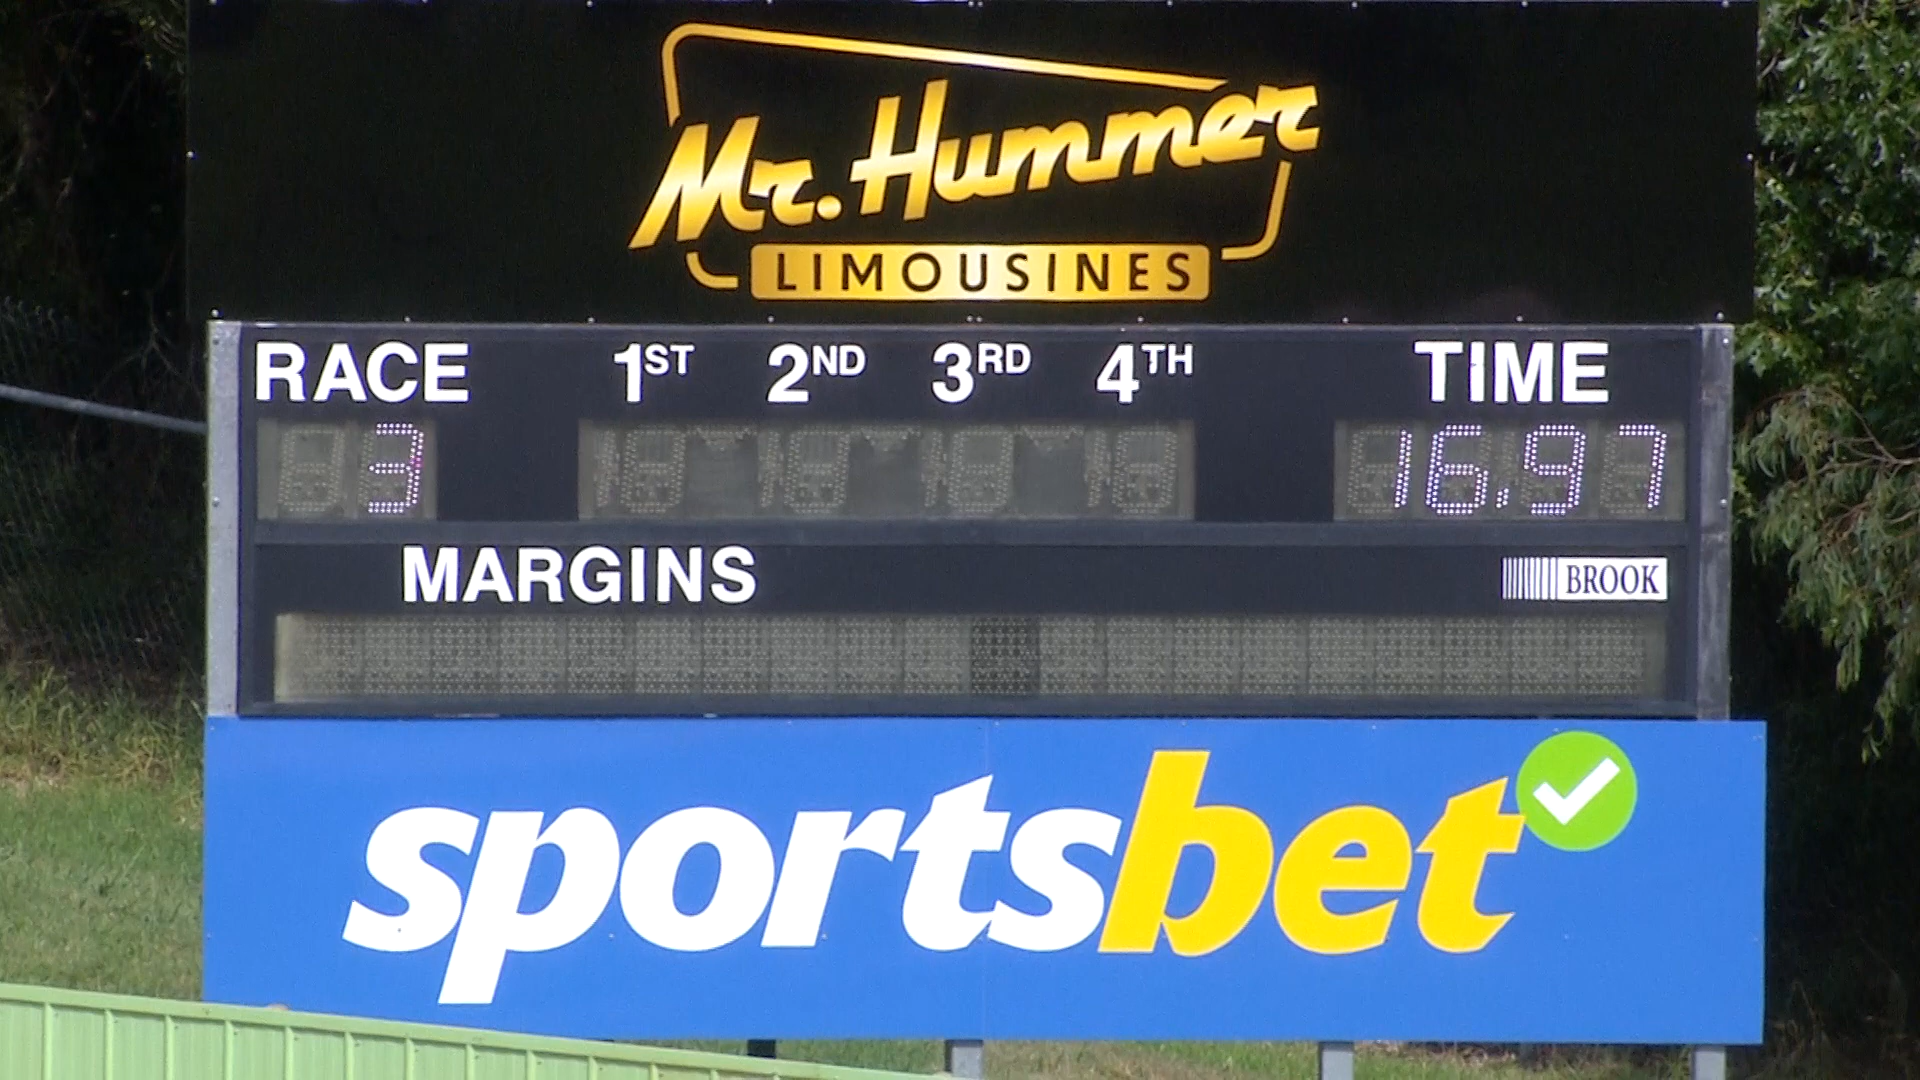 Mr. Hummer
LIMOUSINES
RACE 1ST 2ND 3RD 4TH TIME
3 16.97
MARGINS BROOK
sportsbet